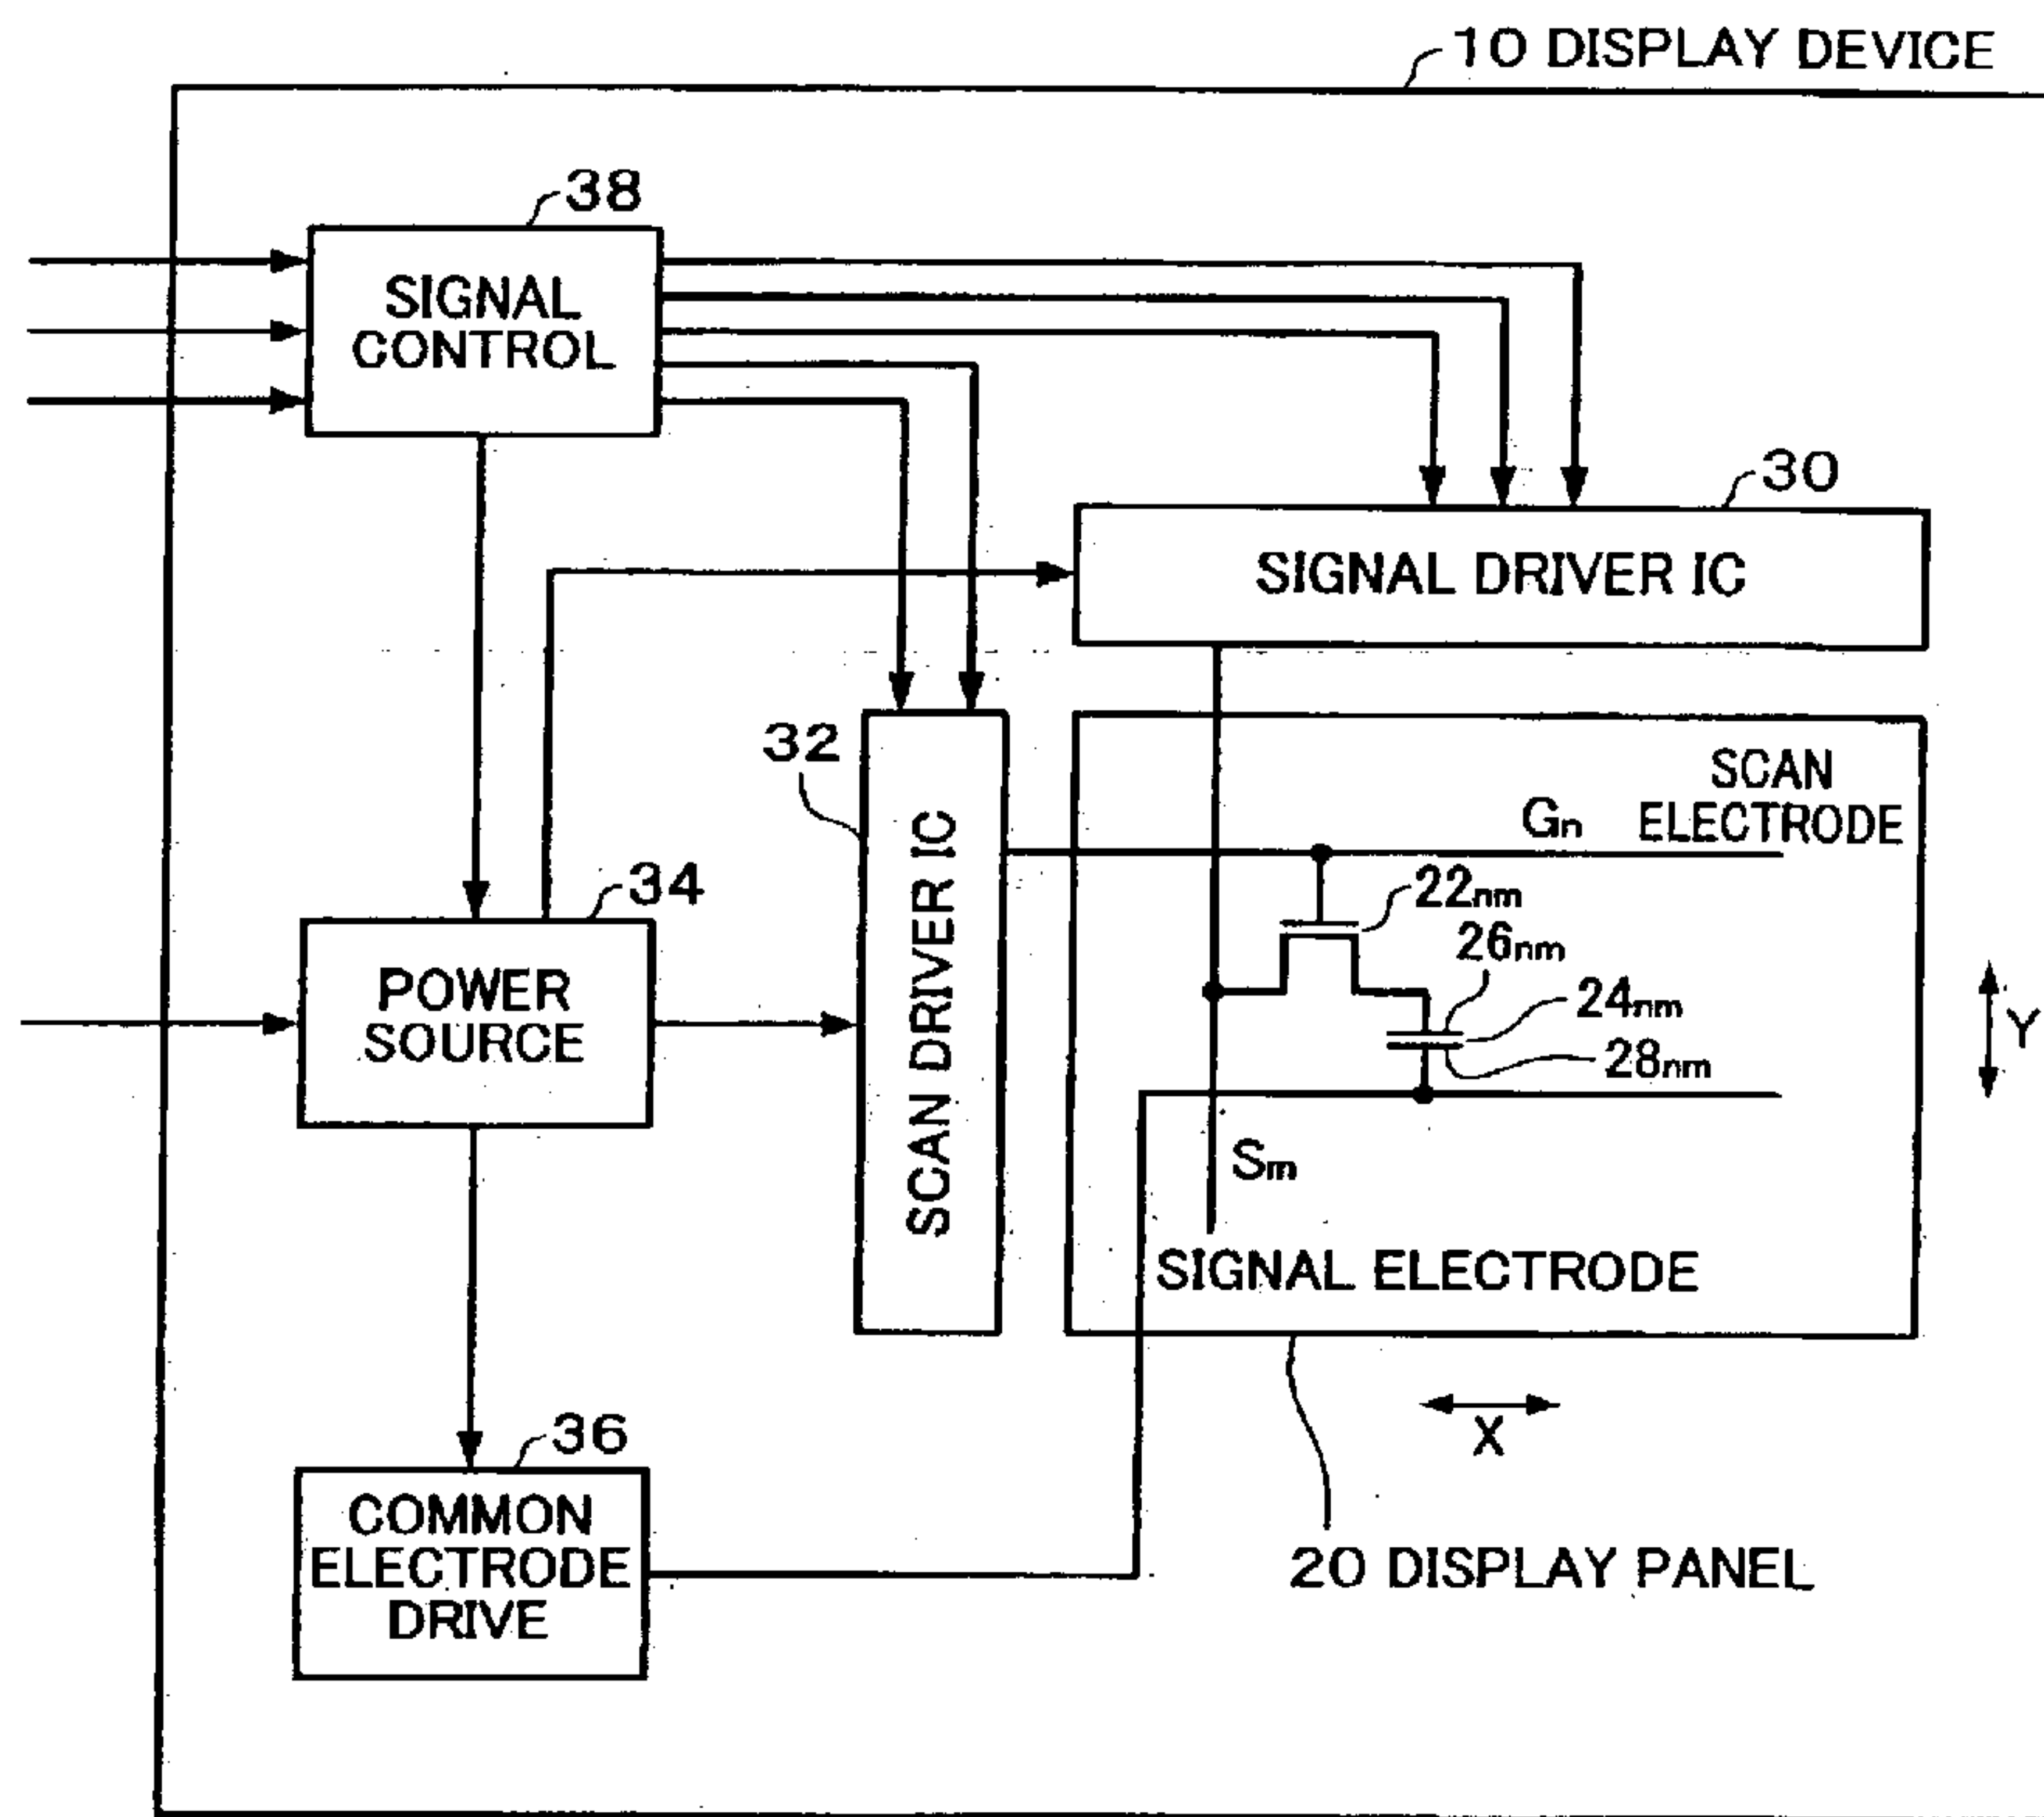 10 DISPLAY DEVICE
38
SIGNAL
CONTROL
30
SIGNAL DRIVER IC
32
SCAN DRIVER IC
SCAN
ELECTRODE
Gn
22nm
26nm
24nm
28nm
Y
34
POWER
SOURCE
Sm
SIGNAL ELECTRODE
X
36
COMMON
ELECTRODE
DRIVE
20 DISPLAY PANEL